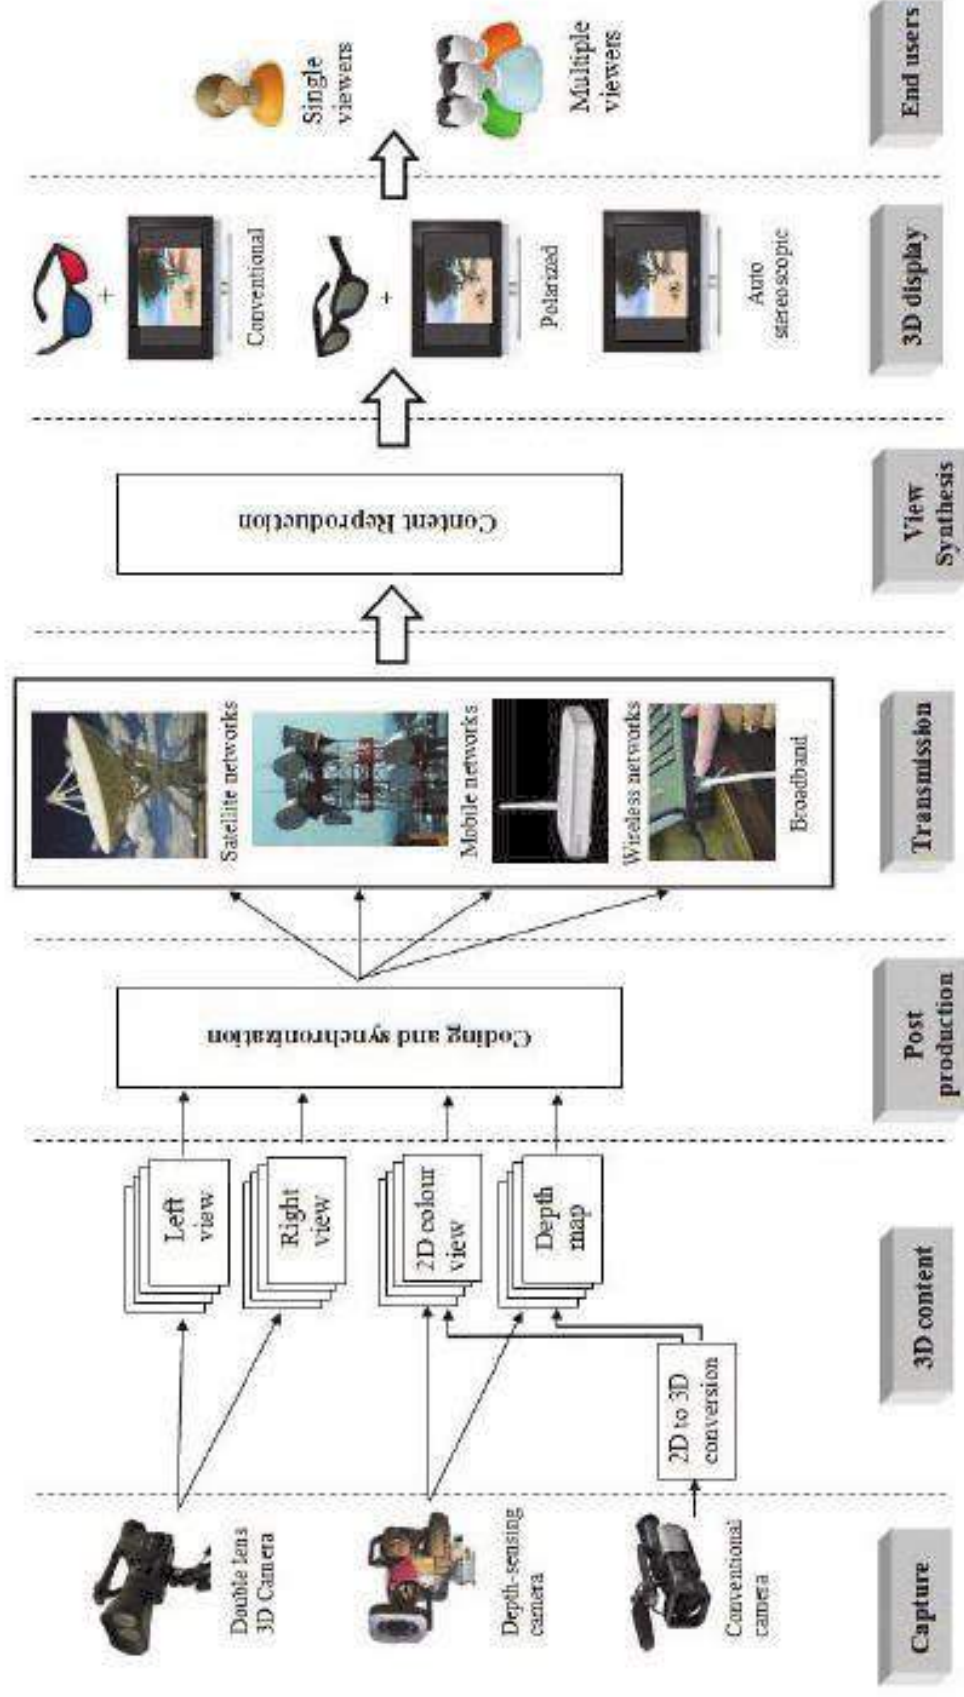 Double lens
3D Camera
Depth-sensing
camera
Conventional
camera
Capture
Left
view
Right
view
2D colour
view
Depth
map
2D to 3D
conversion
3D content
Coding and synchronization
Post
production
Satellite networks
Mobile networks
Wireless networks
Broadband
Transmission
Content Reproduction
View
Synthesis
+
Conventional
+
Polarized
Auto
stereoscopic
3D display
Single
viewers
Multiple
viewers
End users